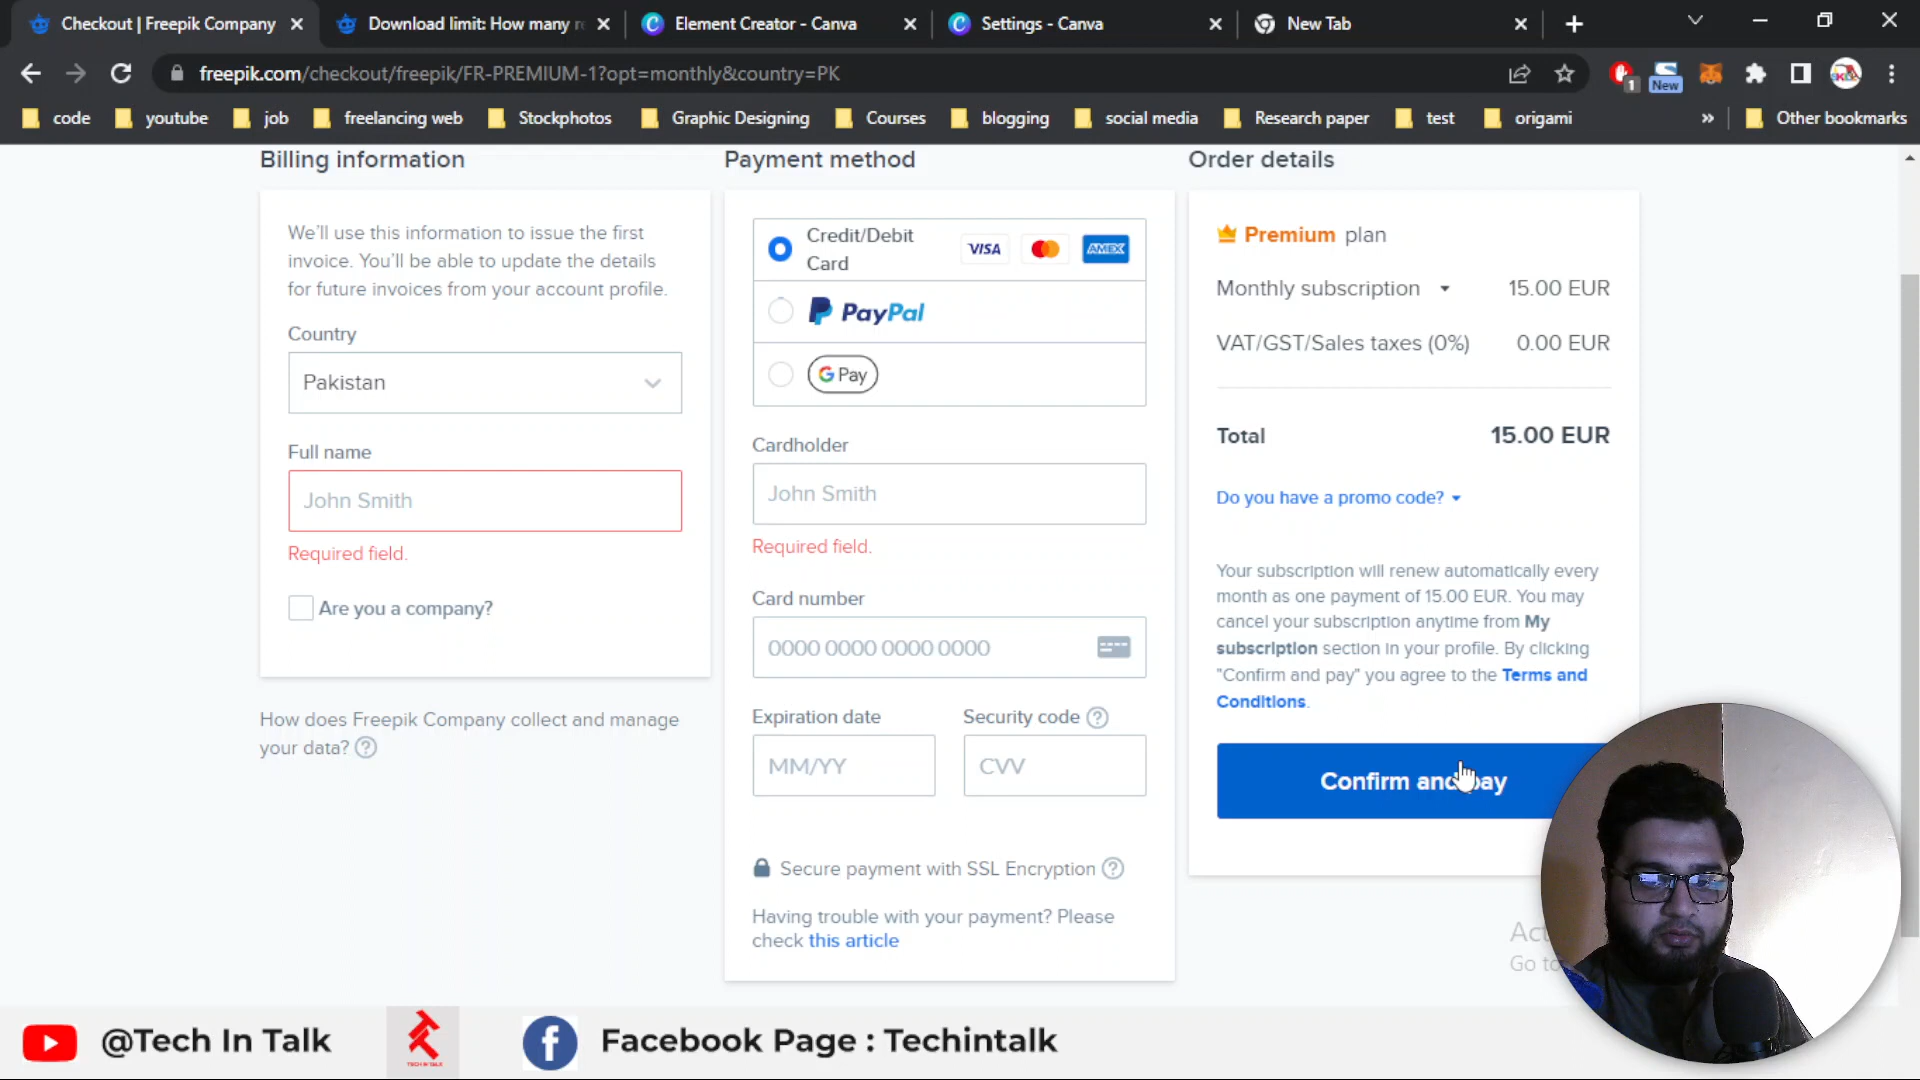 Checkout | Freepik Company
Download limit: How many re
Element Creator - Canva
Settings - Canva
New Tab
freepik.com/checkout/freepik/FR-PREMIUM-1?opt=monthly&country=PK
1
New
code
youtube
job
freelancing web
Stockphotos
Graphic Designing
Courses
blogging
social media
Research paper
test
origami
»
Other bookmarks
Billing information
We'll use this information to issue the first
invoice. You'll be able to update the details
for future invoices from your account profile.
Country
Pakistan
Full name
John Smith
Required field.
Are you a company?
How does Freepik Company collect and manage
your data? ?
Payment method
Credit/Debit
Card
VISA
AMEX
PayPal
G Pay
Cardholder
John Smith
Required field.
Card number
0000 0000 0000 0000
Expiration date
Security code ?
MM/YY
CVV
Secure payment with SSL Encryption ?
Having trouble with your payment? Please
check this article
Order details
Premium plan
Monthly subscription 15.00 EUR
VAT/GST/Sales taxes (0%) 0.00 EUR
Total 15.00 EUR
Do you have a promo code?
Your subscription will renew automatically every
month as one payment of 15.00 EUR. You may
cancel your subscription anytime from My
subscription section in your profile. By clicking
"Confirm and pay" you agree to the Terms and
Conditions.
Confirm and pay
Go to
@Tech In Talk
TECH IN TALK
Facebook Page : Techintalk